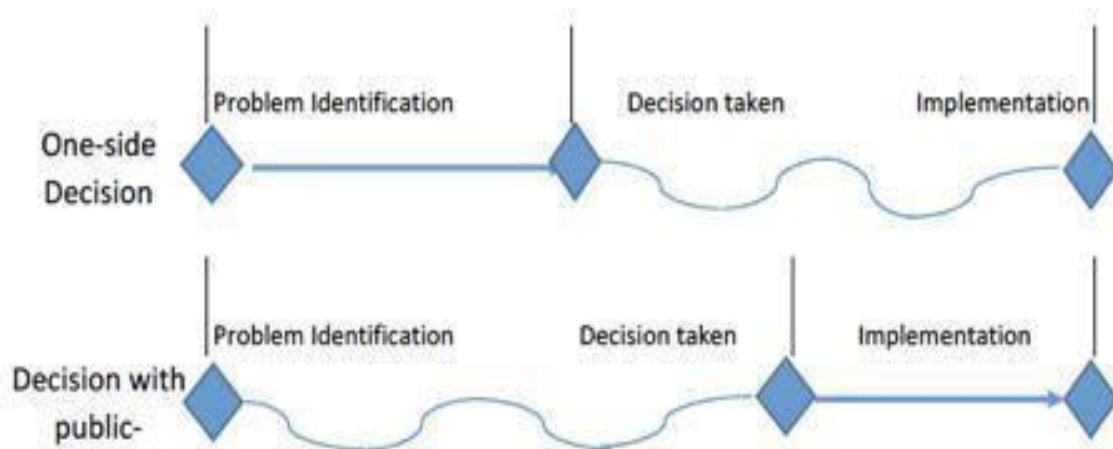 Problem Identification
Decision taken
Implementation
One-side
Decision
Problem Identification
Decision taken
Implementation
Decision with
public-